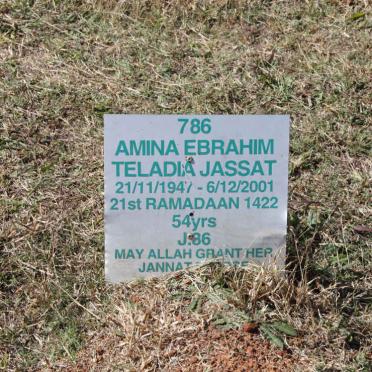 786
AMINA EBRAHIM
TELADIA JASSAT
21/11/1947 - 6/12/2001
21st RAMADAAN 1422
54yrs
J.86
MAY ALLAH GRANT HER
JANNAT